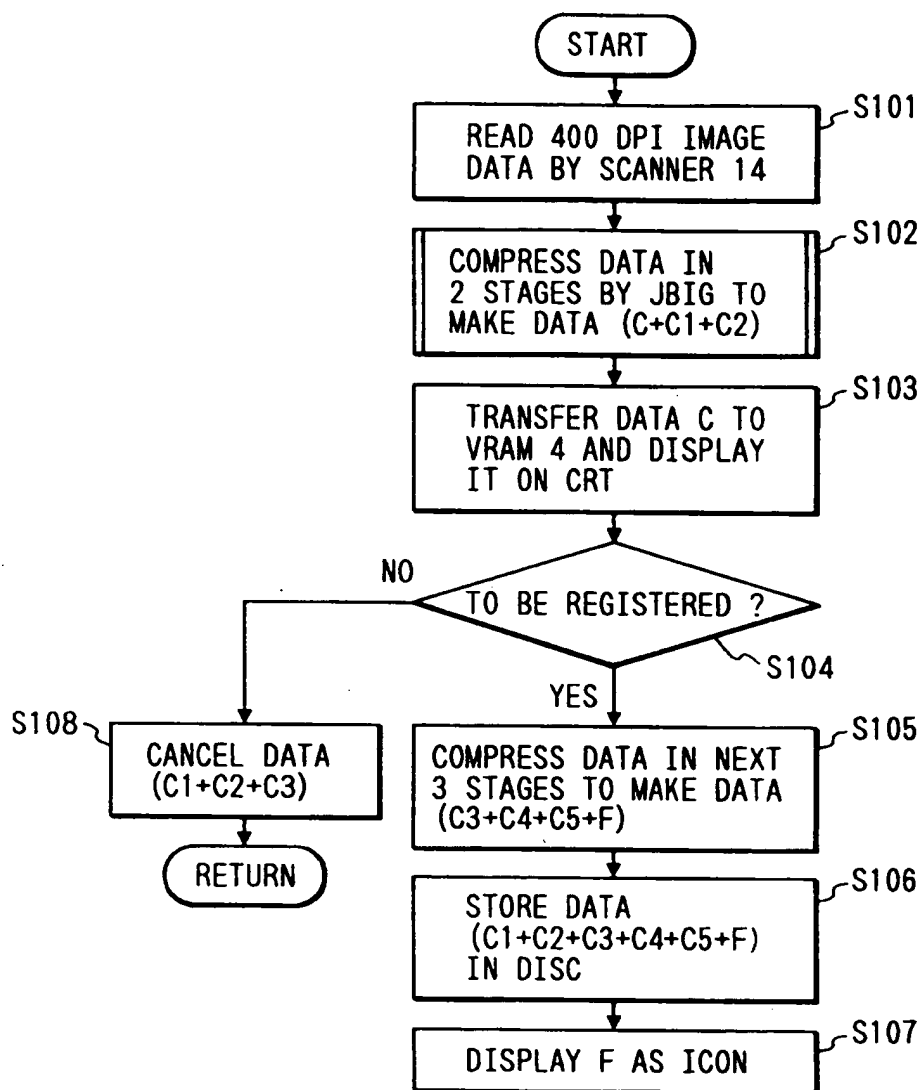 START
S101
READ 400 DPI IMAGE
DATA BY SCANNER 14
S102
COMPRESS DATA IN
2 STAGES BY JBIG TO
MAKE DATA (C+C1+C2)
S103
TRANSFER DATA C TO
VRAM 4 AND DISPLAY
IT ON CRT
NO
TO BE REGISTERED ?
S104
YES
S108
CANCEL DATA
(C1+C2+C3)
RETURN
S105
COMPRESS DATA IN NEXT
3 STAGES TO MAKE DATA
(C3+C4+C5+F)
S106
STORE DATA
(C1+C2+C3+C4+C5+F)
IN DISC
S107
DISPLAY F AS ICON